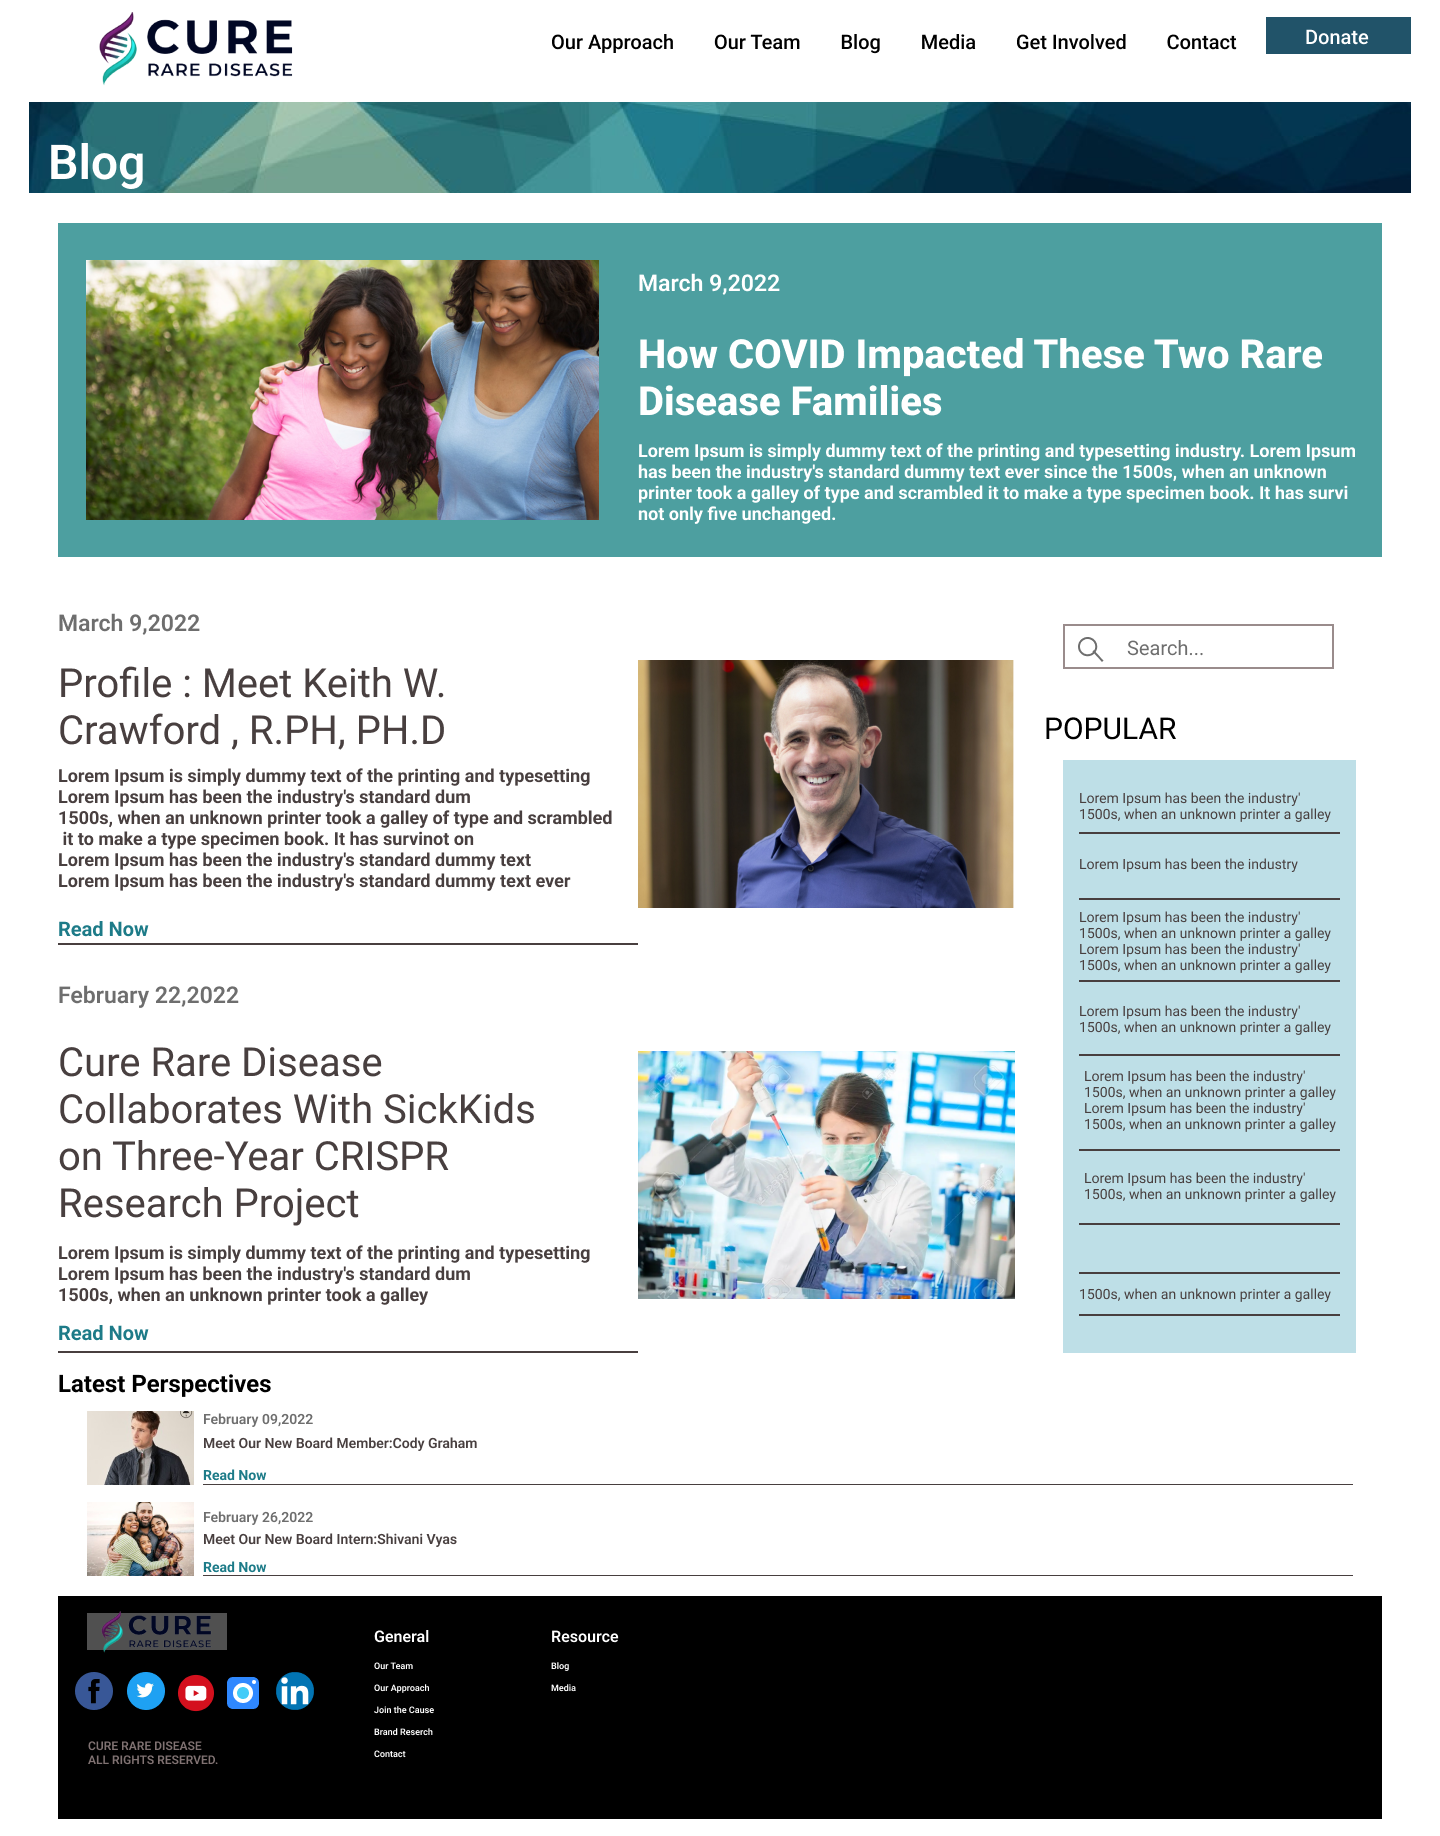 CURE
RARE DISEASE
Our Approach
Our Team
Blog
Media
Get Involved
Contact
Donate
Blog
March 9,2022
How COVID Impacted These Two Rare
Disease Families
Lorem Ipsum is simply dummy text of the printing and typesetting industry. Lorem Ipsum
has been the industry's standard dummy text ever since the 1500s, when an unknown
printer took a galley of type and scrambled it to make a type specimen book. It has survi
not only five unchanged.
March 9,2022
Profile : Meet Keith W.
Crawford , R.PH, PH.D
Lorem Ipsum is simply dummy text of the printing and typesetting
Lorem Ipsum has been the industry's standard dum
1500s, when an unknown printer took a galley of type and scrambled
it to make a type specimen book. It has survinot on
Lorem Ipsum has been the industry's standard dummy text
Lorem Ipsum has been the industry's standard dummy text ever
Read Now
February 22,2022
Cure Rare Disease
Collaborates With SickKids
on Three-Year CRISPR
Research Project
Lorem Ipsum is simply dummy text of the printing and typesetting
Lorem Ipsum has been the industry's standard dum
1500s, when an unknown printer took a galley
Read Now
Search...
POPULAR
Lorem Ipsum has been the industry'
1500s, when an unknown printer a galley
Lorem Ipsum has been the industry
Lorem Ipsum has been the industry'
1500s, when an unknown printer a galley
Lorem Ipsum has been the industry'
1500s, when an unknown printer a galley
Lorem Ipsum has been the industry'
1500s, when an unknown printer a galley
Lorem Ipsum has been the industry'
1500s, when an unknown printer a galley
Lorem Ipsum has been the industry'
1500s, when an unknown printer a galley
Lorem Ipsum has been the industry'
1500s, when an unknown printer a galley
1500s, when an unknown printer a galley
Latest Perspectives
February 09,2022
Meet Our New Board Member:Cody Graham
Read Now
February 26,2022
Meet Our New Board Intern:Shivani Vyas
Read Now
CURE
RARE DISEASE
f
in
CURE RARE DISEASE
ALL RIGHTS RESERVED.
General
Our Team
Our Approach
Join the Cause
Brand Reserch
Contact
Resource
Blog
Media